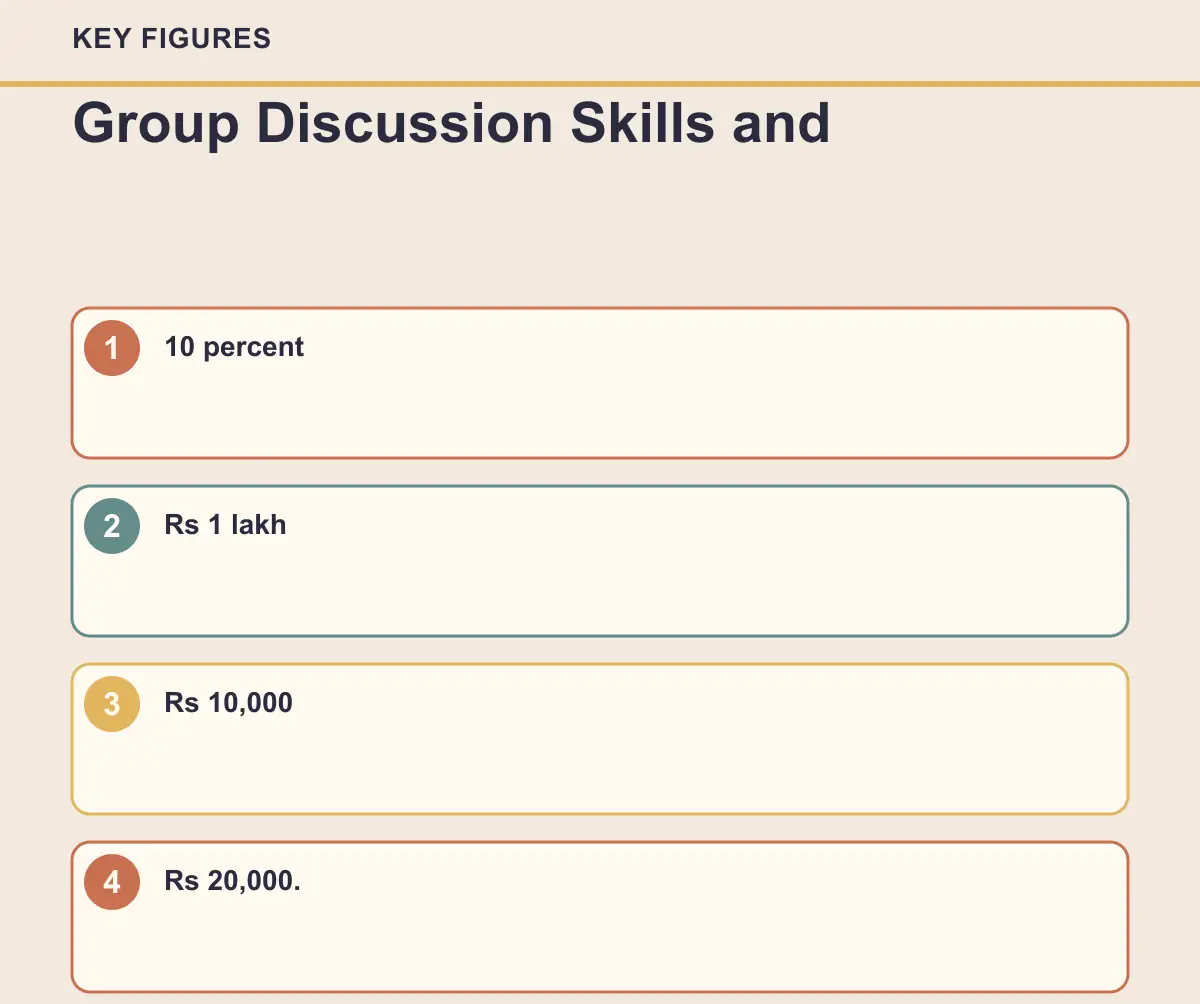 KEY FIGURES
Group Discussion Skills and
1 10 percent
2 Rs 1 lakh
3 Rs 10,000
4 Rs 20,000.